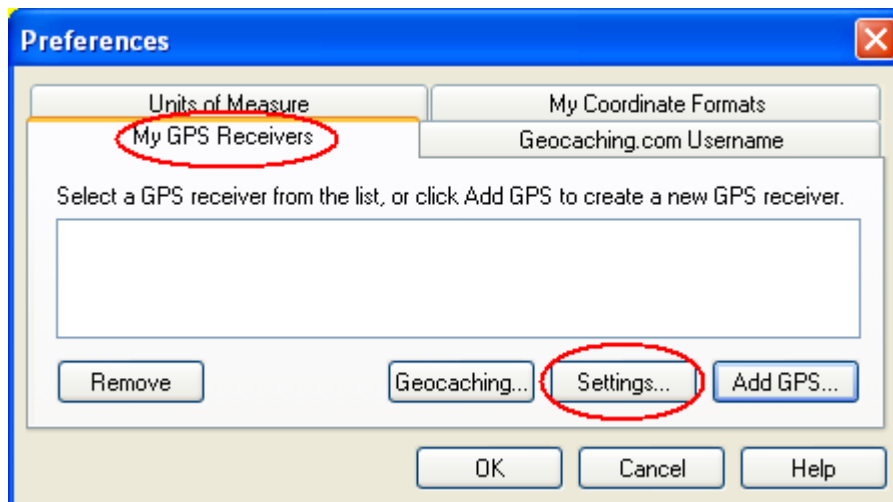 Preferences
Units of Measure
My Coordinate Formats
My GPS Receivers
Geocaching.com Username
Select a GPS receiver from the list, or click Add GPS to create a new GPS receiver.
Remove
Geocaching...
Settings...
Add GPS...
OK
Cancel
Help